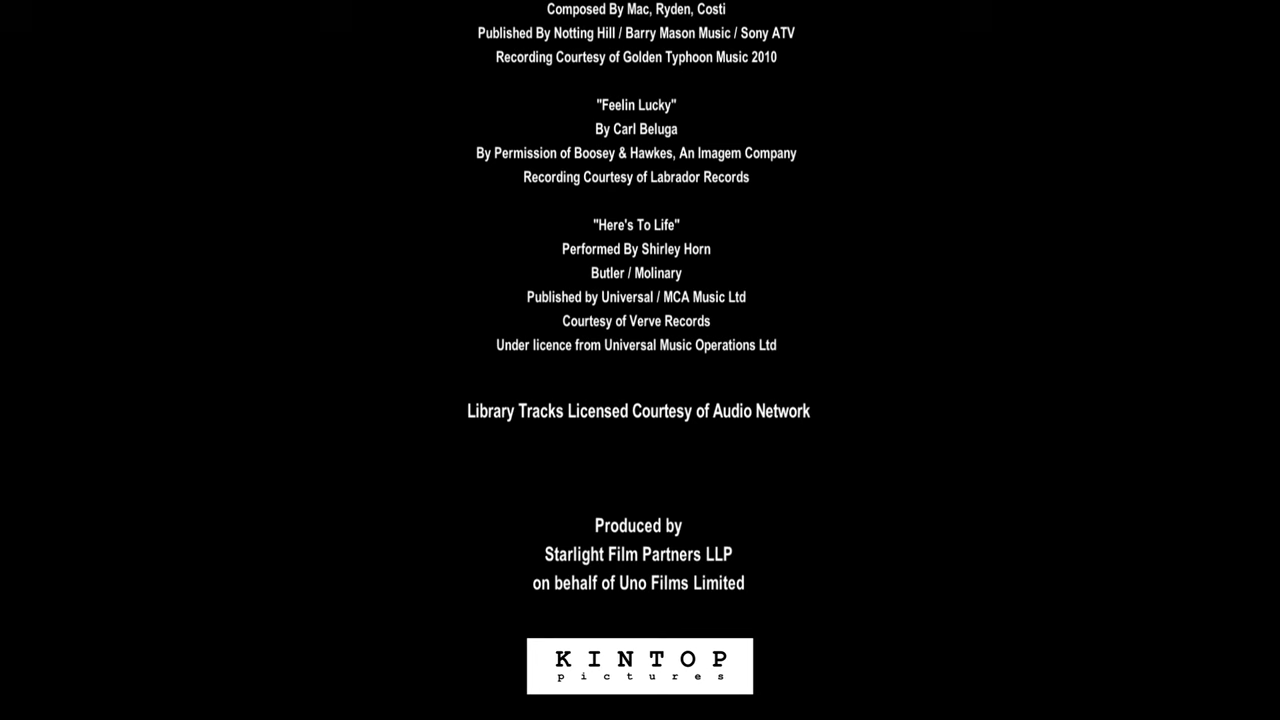 Composed By Mac, Ryden, Costi
Published By Notting Hill / Barry Mason Music / Sony ATV
Recording Courtesy of Golden Typhoon Music 2010
"Feelin Lucky"
By Carl Beluga
By Permission of Boosey & Hawkes, An Imagem Company
Recording Courtesy of Labrador Records
"Here's To Life"
Performed By Shirley Horn
Butler / Molinary
Published by Universal / MCA Music Ltd
Courtesy of Verve Records
Under licence from Universal Music Operations Ltd
Library Tracks Licensed Courtesy of Audio Network
Produced by
Starlight Film Partners LLP
on behalf of Uno Films Limited
KINTOP
pictures